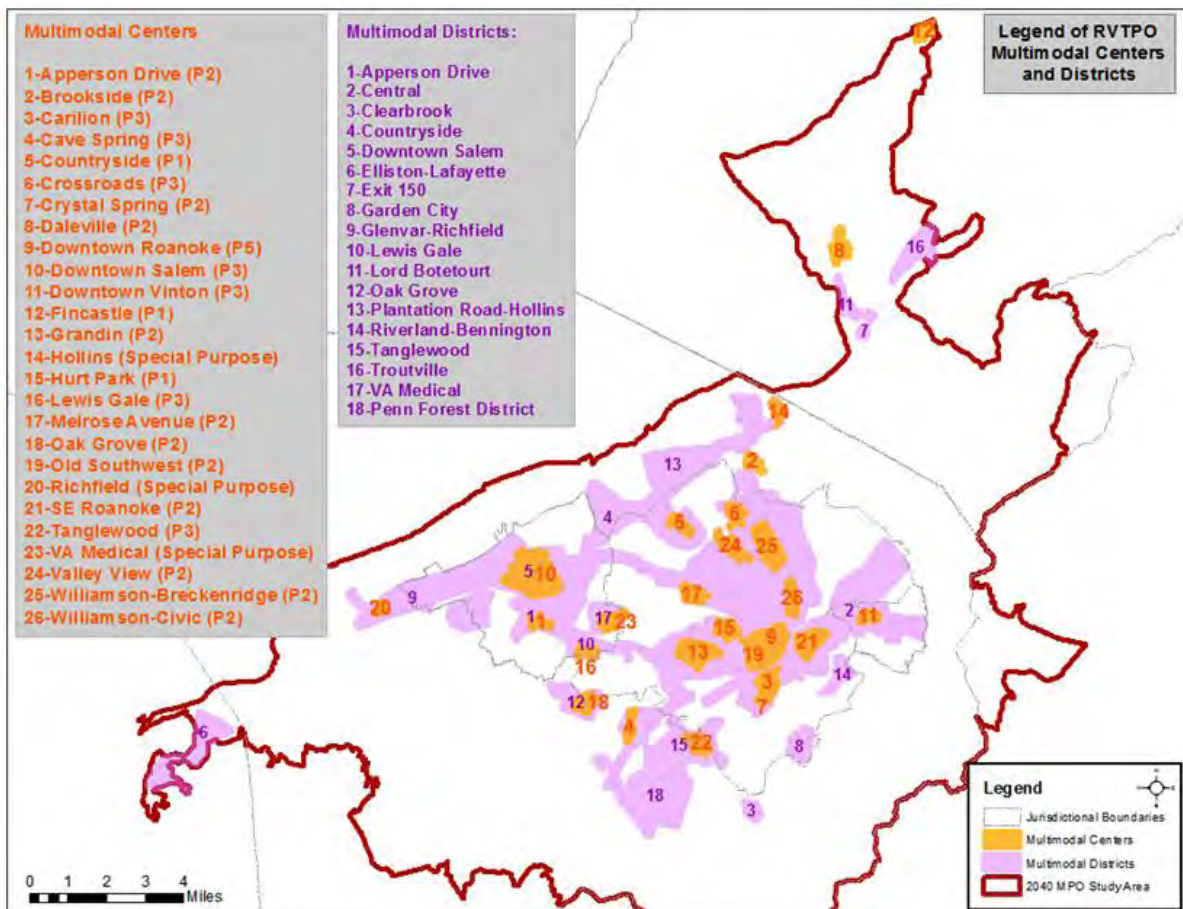 Multimodal Centers
1-Apperson Drive (P2)
2-Brookside (P2)
3-Carilion (P3)
4-Cave Spring (P3)
5-Countryside (P1)
6-Crossroads (P3)
7-Crystal Spring (P2)
8-Daleville (P2)
9-Downtown Roanoke (P5)
10-Downtown Salem (P3)
11-Downtown Vinton (P3)
12-Fincastle (P1)
13-Grandin (P2)
14-Hollins (Special Purpose)
15-Hurt Park (P1)
16-Lewis Gale (P3)
17-Melrose Avenue (P2)
18-Oak Grove (P2)
19-Old Southwest (P2)
20-Richfield (Special Purpose)
21-SE Roanoke (P2)
22-Tanglewood (P3)
23-VA Medical (Special Purpose)
24-Valley View (P2)
25-Williamson-Breckenridge (P2)
26-Williamson-Civic (P2)
Multimodal Districts:
1-Apperson Drive
2-Central
3-Clearbrook
4-Countryside
5-Downtown Salem
6-Elliston-Lafayette
7-Exit 150
8-Garden City
9-Glenvar-Richfield
10-Lewis Gale
11-Lord Botetourt
12-Oak Grove
13-Plantation Road-Hollins
14-Riverland-Bennington
15-Tanglewood
16-Troutville
17-VA Medical
18-Penn Forest District
Legend of RVTPO
Multimodal Centers
and Districts
12
8
16
11
7
14
13
2
4
5
6
24
25
5
10
20
9
17
26
1
1
17
23
2
11
15
9
10
16
13
19
21
3
14
7
12
18
4
15
22
8
6
18
3
Legend
Jurisdictional Boundaries
Multimodal Centers
Multimodal Districts
2040 MPO Study Area
0 1 2 3 4
Miles